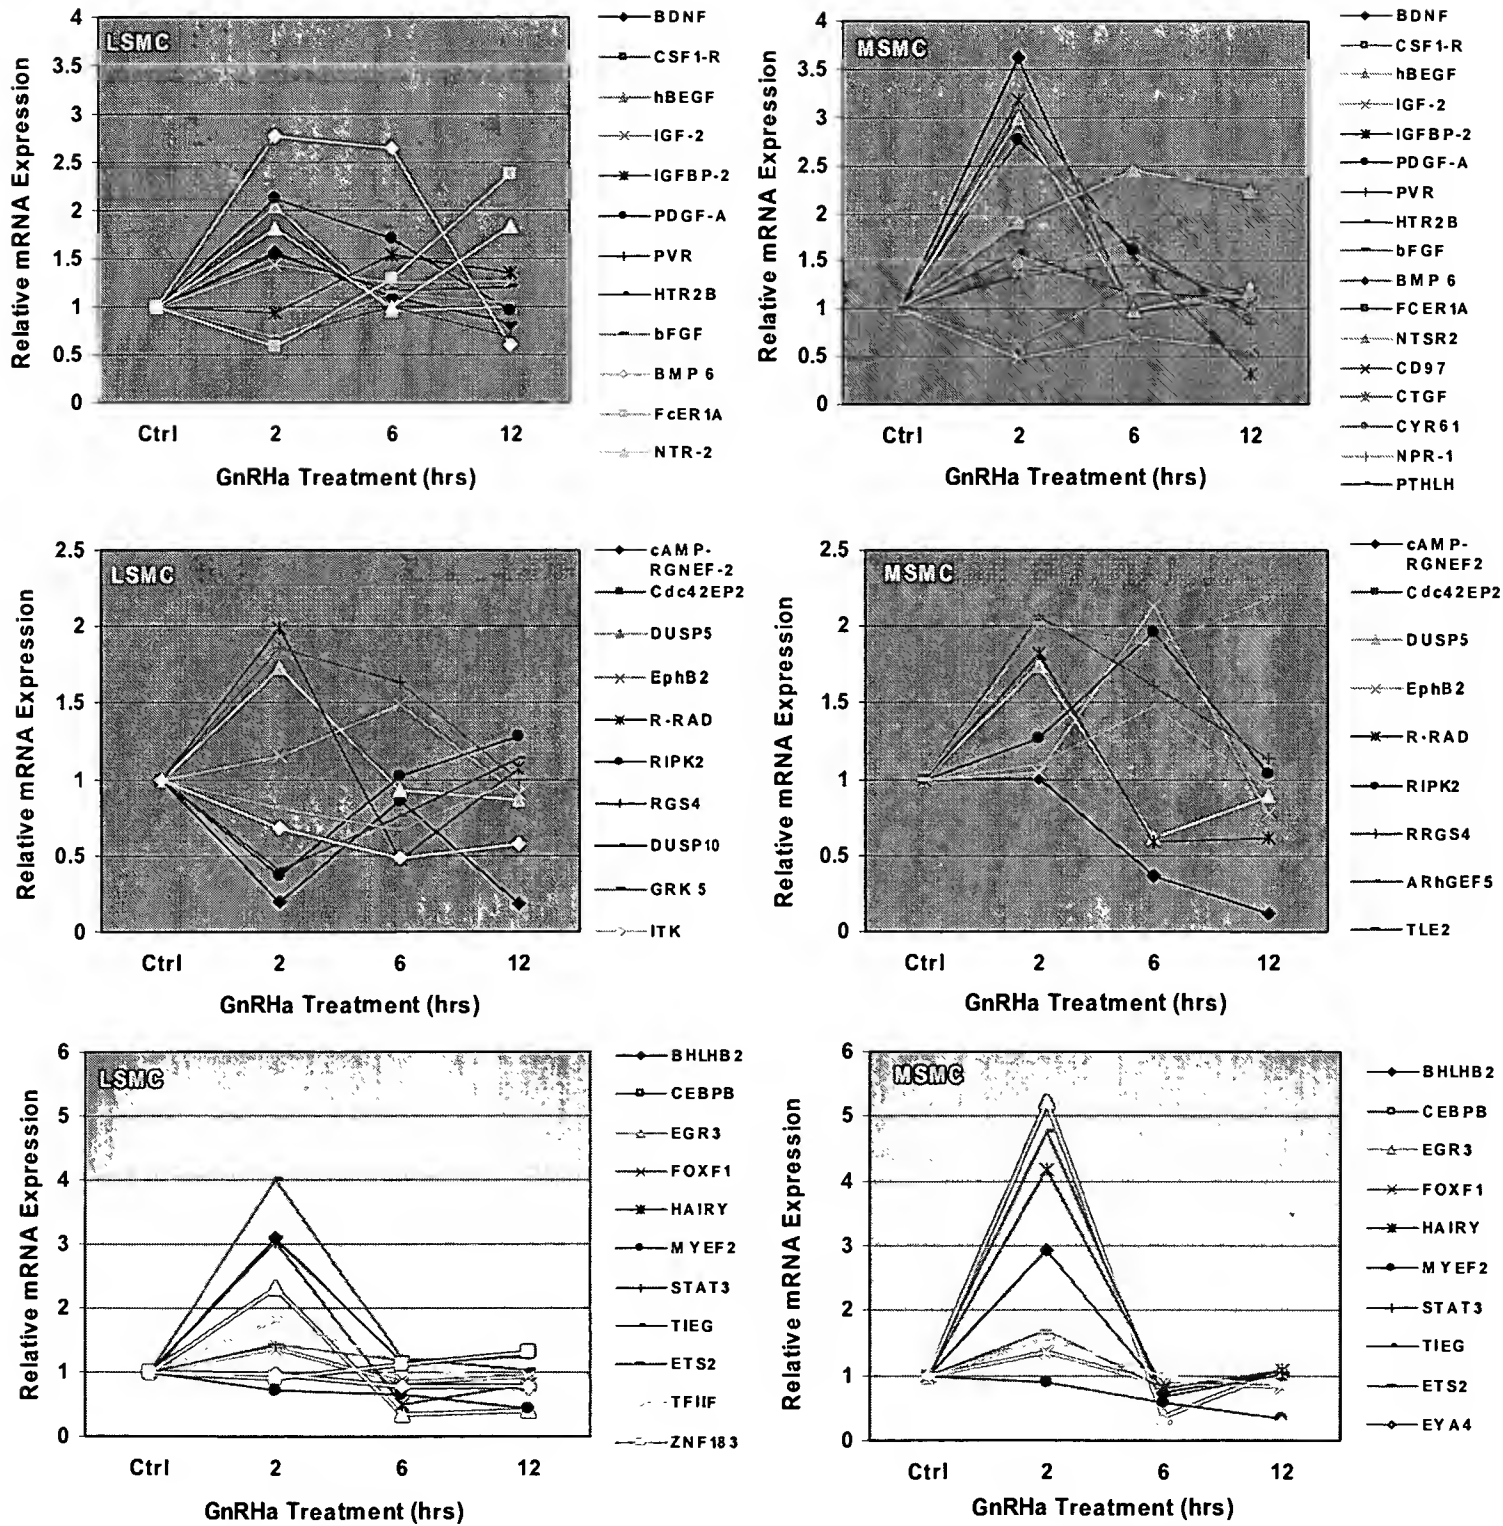 LSMC
Relative mRNA Expression
4
3.5
3
2.5
2
1.5
1
0.5
0
Ctrl 2 6 12
GnRHa Treatment (hrs)
BDNF
CSF1-R
hBEGF
IGF-2
IGFBP-2
PDGF-A
PVR
HTR2B
bFGF
BMP 6
FcER1A
NTR-2
MSMC
Relative mRNA Expression
4
3.5
3
2.5
2
1.5
1
0.5
0
Ctrl 2 6 12
GnRHa Treatment (hrs)
BDNF
CSF1-R
hBEGF
IGF-2
IGFBP-2
PDGF-A
PVR
HTR2B
bFGF
BMP 6
FCER1A
NTSR2
CD97
CTGF
CYR61
NPR-1
PTHLH
LSMC
Relative mRNA Expression
2.5
2
1.5
1
0.5
0
Ctrl 2 6 12
GnRHa Treatment (hrs)
cAMP-
RGNEF-2
Cdc42EP2
DUSP5
EphB2
R-RAD
RIPK2
RGS4
DUSP10
GRK5
ITK
MSMC
Relative mRNA Expression
2.5
2
1.5
1
0.5
0
Ctrl 2 6 12
GnRHa Treatment (hrs)
cAMP-
RGNEF2
Cdc42EP2
DUSP5
EphB2
R-RAD
RIPK2
RRGS4
ARhGEF5
TLE2
LSMC
Relative mRNA Expression
6
5
4
3
2
1
0
Ctrl 2 6 12
GnRHa Treatment (hrs)
BHLHB2
CEBPB
EGR3
FOXF1
HAIRY
MYEF2
STAT3
TIEG
ETS2
TFIIF
ZNF183
MSMC
Relative mRNA Expression
6
5
4
3
2
1
0
Ctrl 2 6 12
GnRHa Treatment (hrs)
BHLHB2
CEBPB
EGR3
FOXF1
HAIRY
MYEF2
STAT3
TIEG
ETS2
EYA4